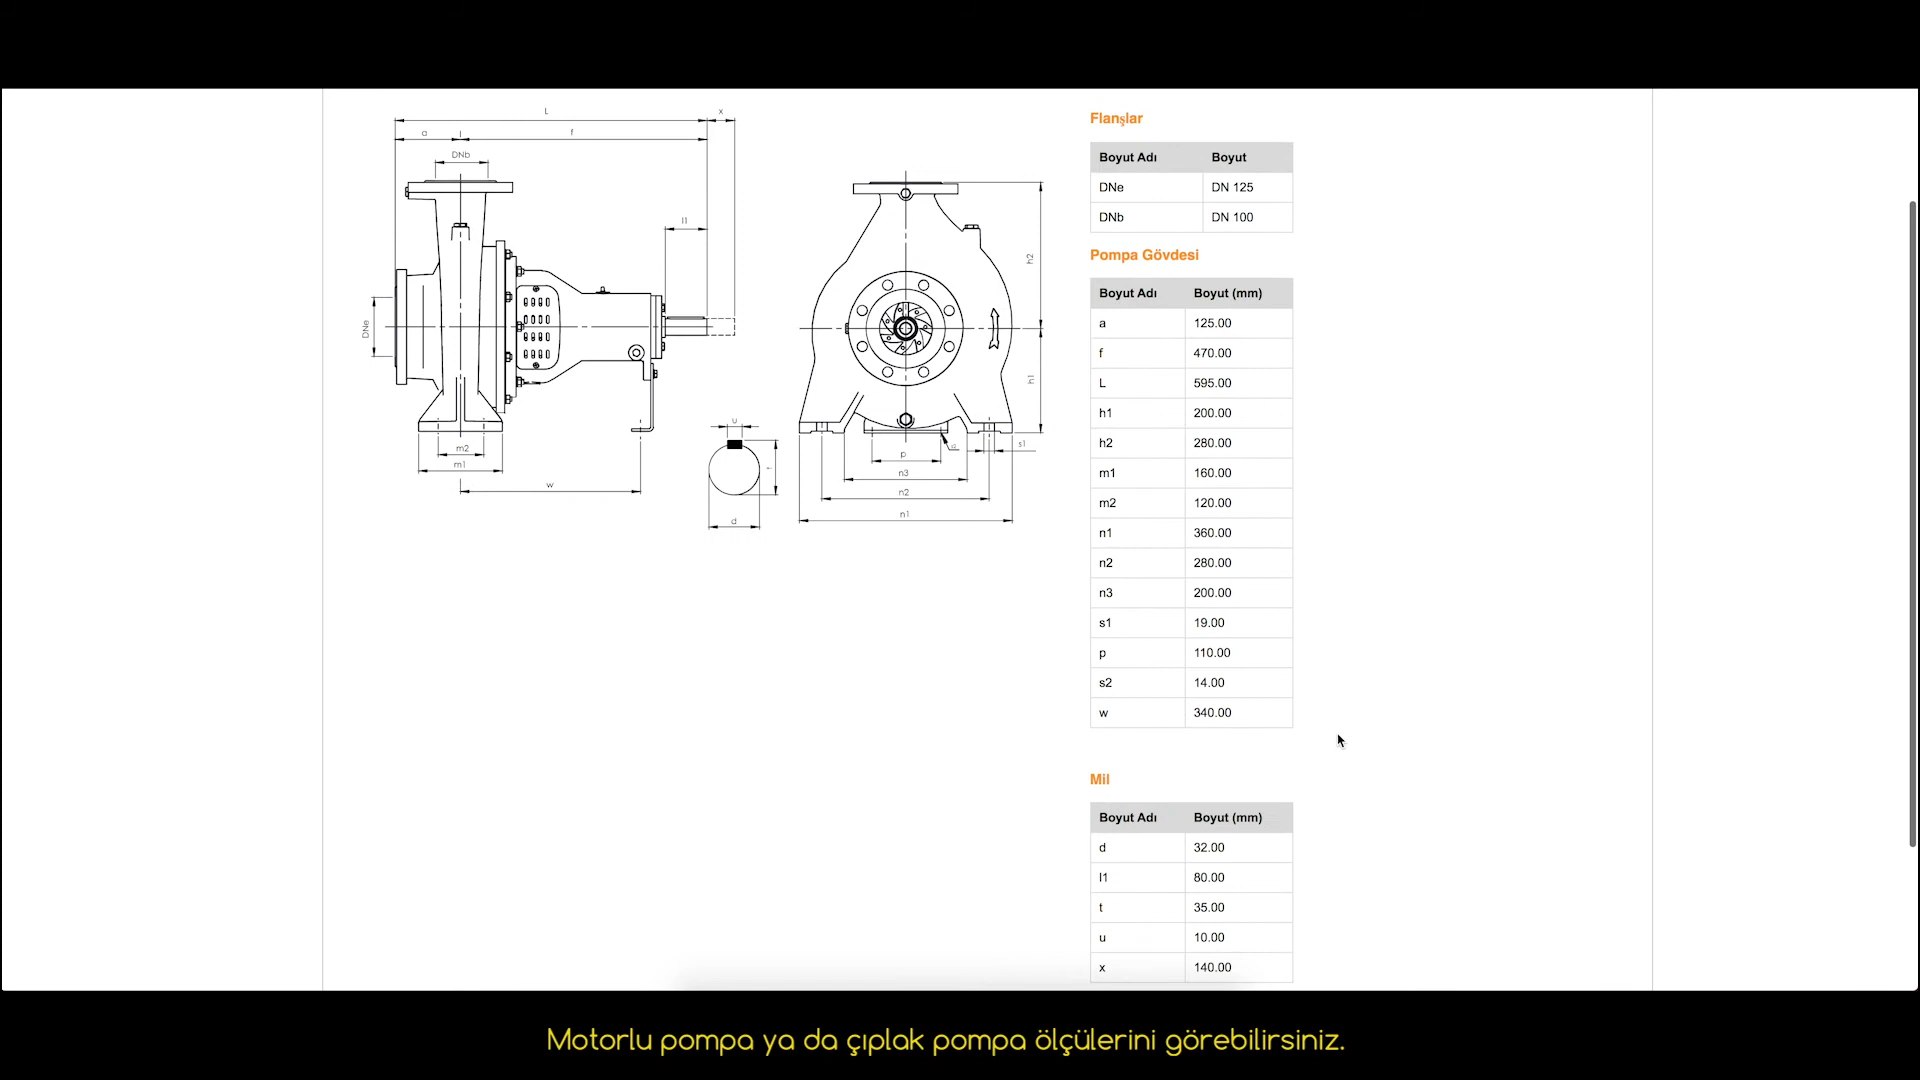 L
x
a
f
DNb
l1
DNe
m2
m1
w
u
t
d
h2
h1
s1
p
n3
n2
n1
Flanşlar
Boyut Adı Boyut
DNe DN 125
DNb DN 100
Pompa Gövdesi
Boyut Adı Boyut (mm)
a 125.00
f 470.00
L 595.00
h1 200.00
h2 280.00
m1 160.00
m2 120.00
n1 360.00
n2 280.00
n3 200.00
s1 19.00
p 110.00
s2 14.00
w 340.00
Mil
Boyut Adı Boyut (mm)
d 32.00
l1 80.00
t 35.00
u 10.00
x 140.00
Motorlu pompa ya da çıplak pompa ölçülerini görebilirsiniz.